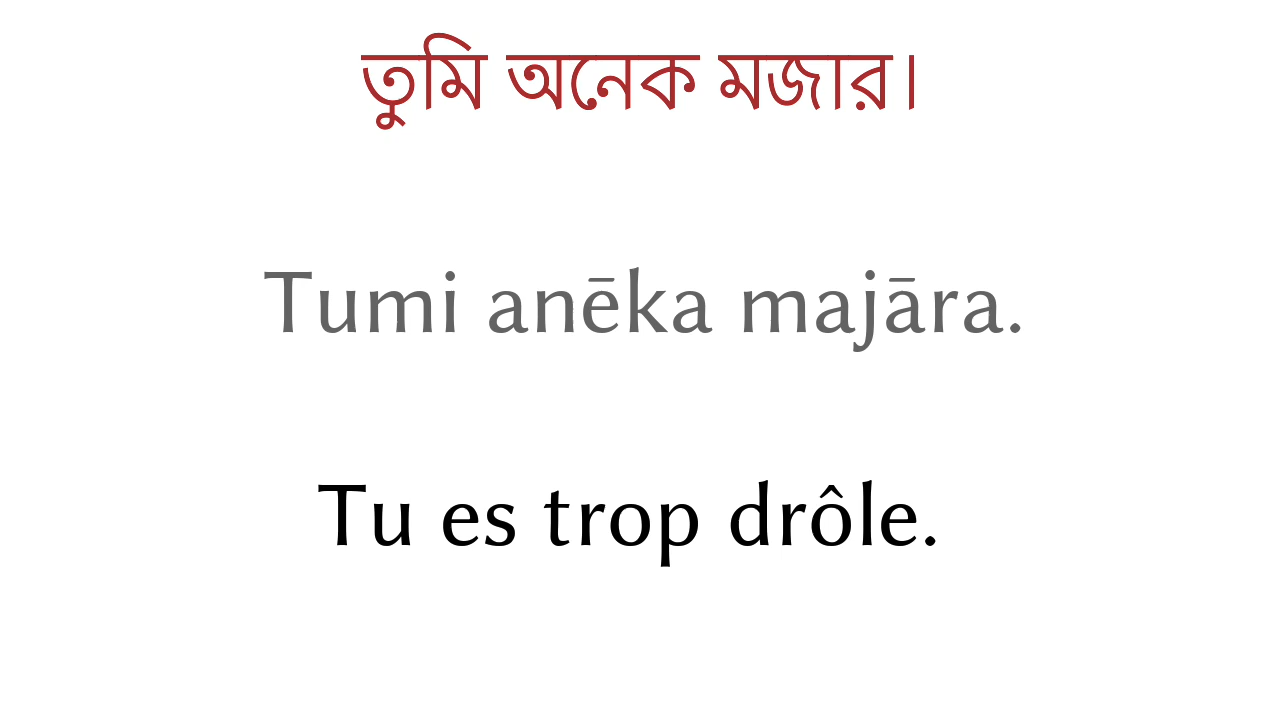 তুমি অনেক মজার।
Tumi anēka majāra.
Tu es trop drôle.